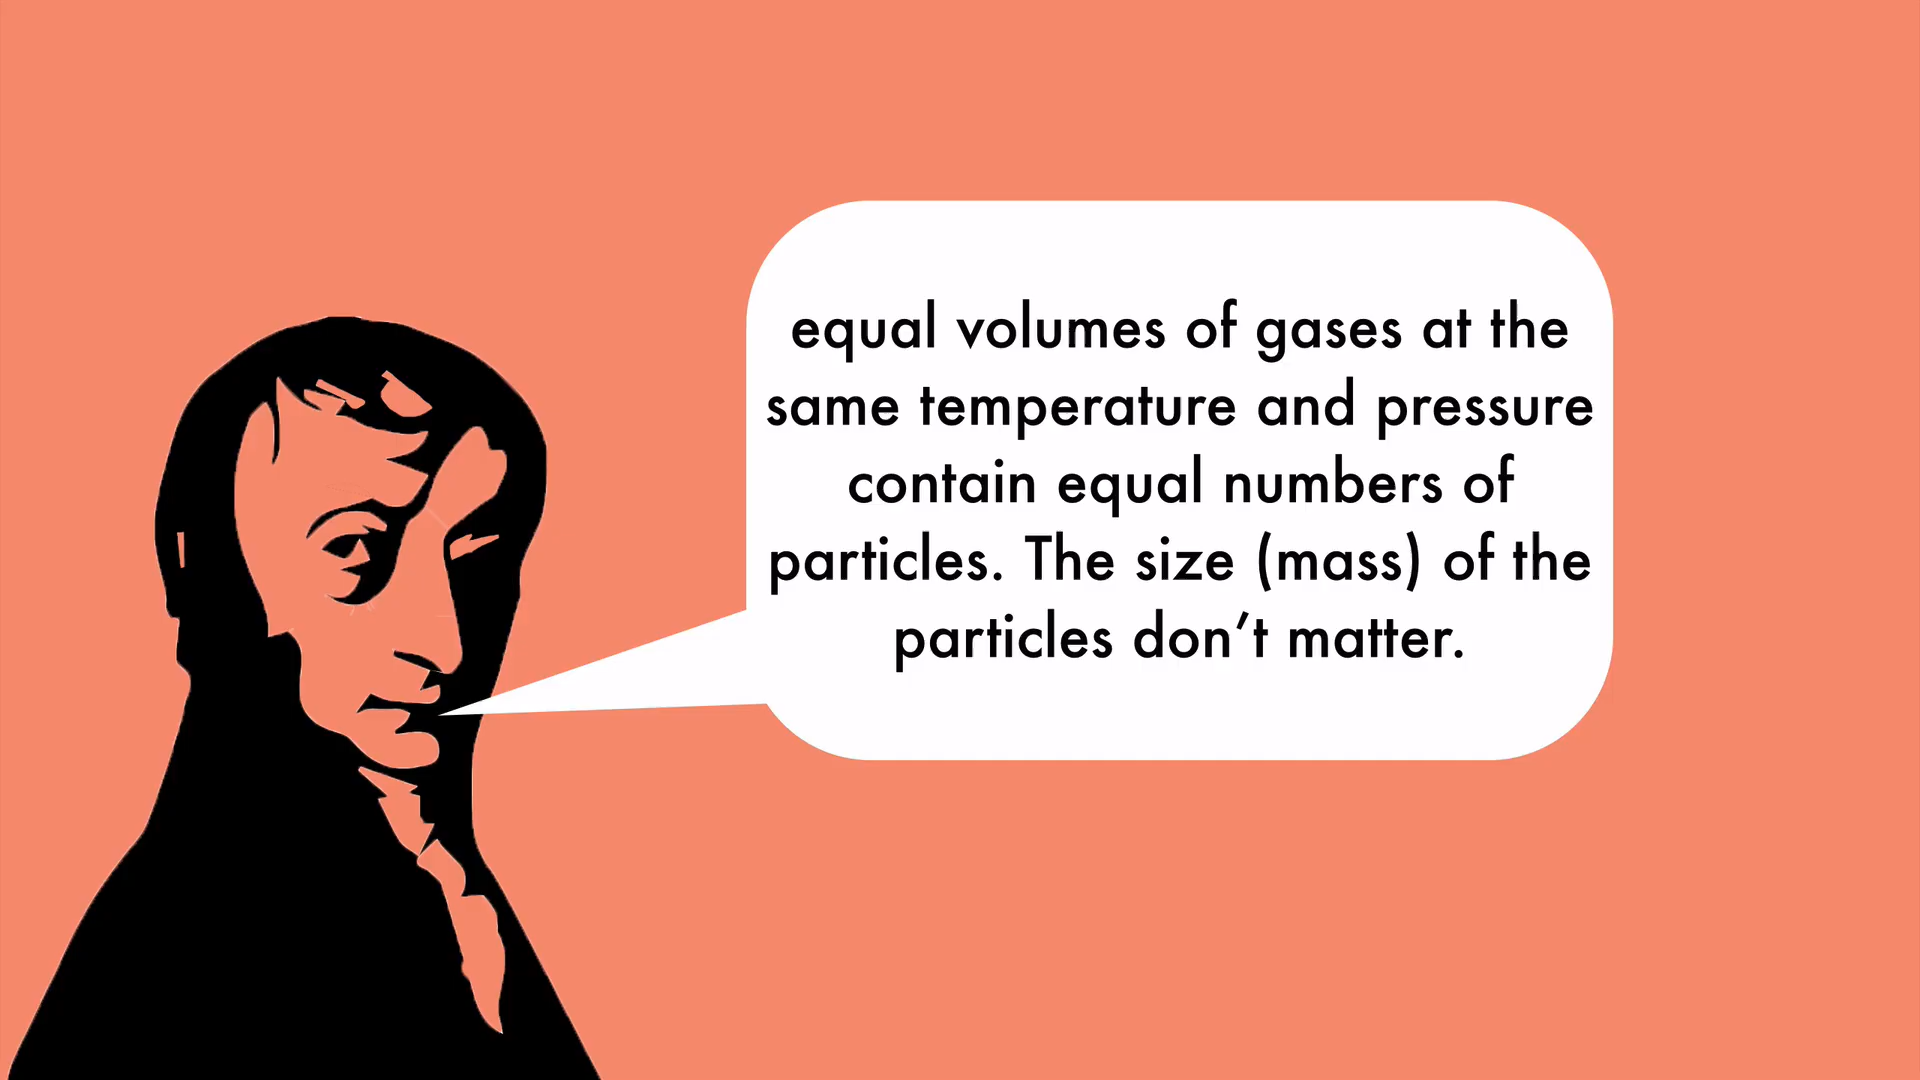 equal volumes of gases at the
same temperature and pressure
contain equal numbers of
particles. The size (mass) of the
particles don’t matter.